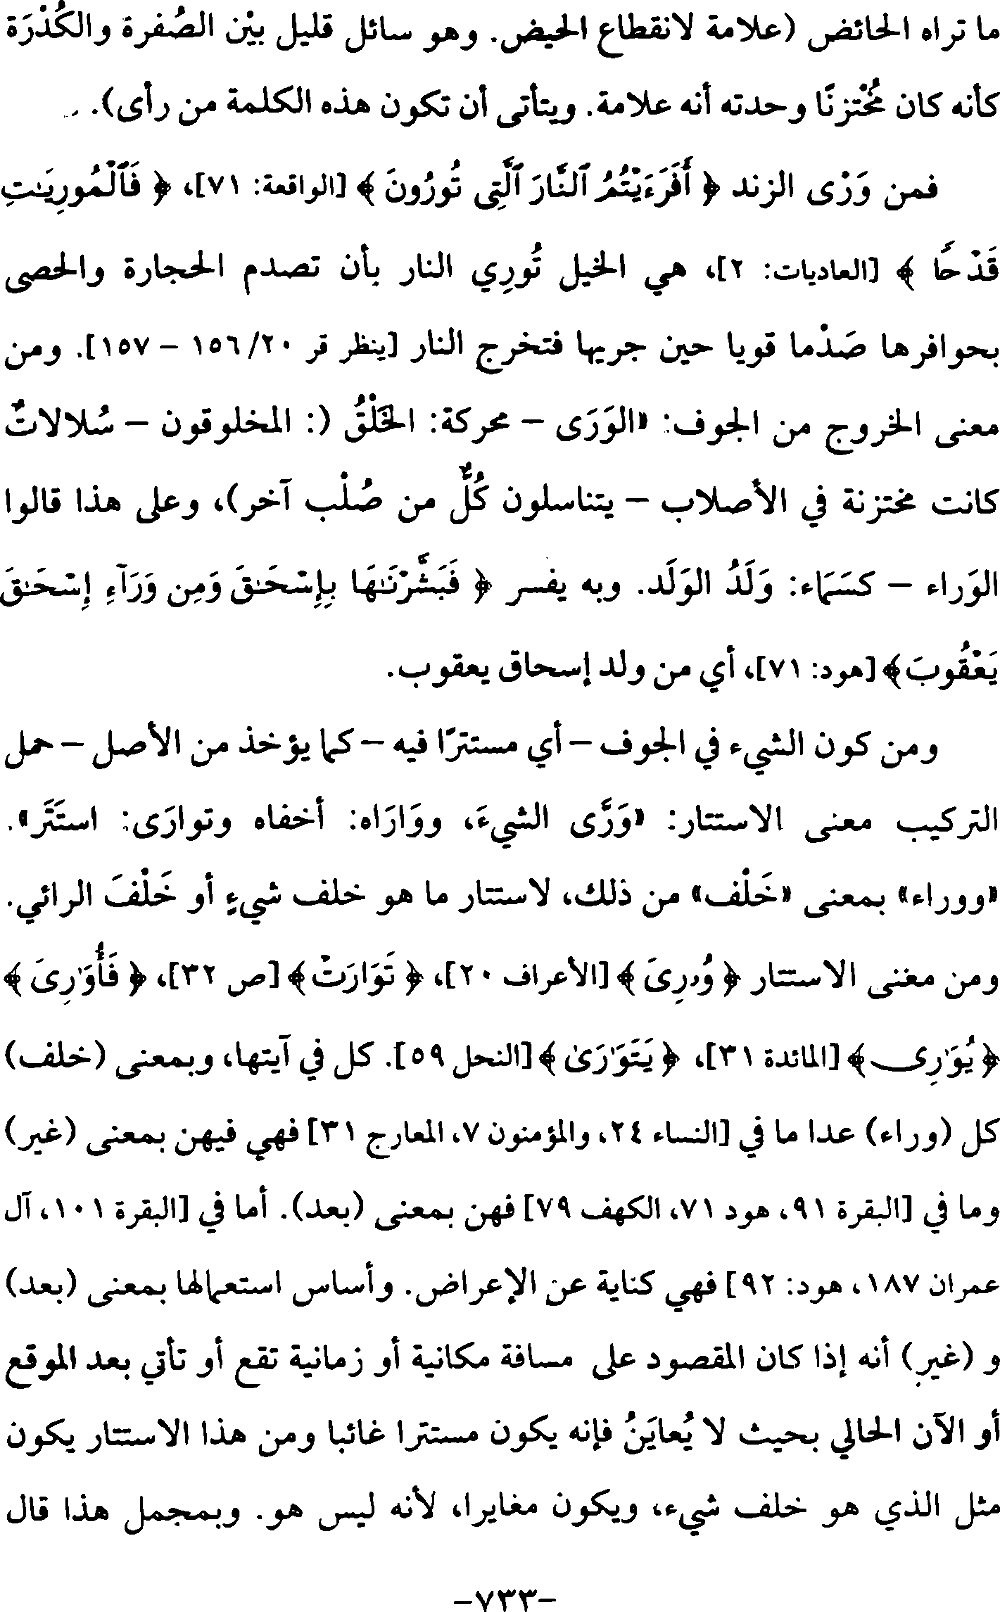 ما تراه الحائض (علامة لانقطاع الحيض. وهو سائل قليل بيْن الصُفرة والكُدْرَة
كأنه كان مُخْتزنًا وحدته أنه علامة. ويتأتى أن تكون هذه الكلمة من رأى).
فمن وَرْى الزند ﴿ أَفَرَءَيْتُمُ ٱلنَّارَ ٱلَّتِى تُورُونَ ﴾ [الواقعة: ٧١]، ﴿ فَٱلْمُورِيَـٰتِ
قَدْحًا ﴾ [العاديات: ٢]، هي الخيل تُورِي النار بأن تصدم الحجارة والحصى
بحوافرها صَدْما قويا حين جريها فتخرج النار [ينظر قر ٢٠/ ١٥٦ – ١٥٧]. ومن
معنى الخروج من الجوف: «الوَرَى – محركة: الخَلْقُ (: المخلوقون – سُلالاتٌ
كانت مختزنة في الأصلاب – يتناسلون كُلٌّ من صُلْب آخر)، وعلى هذا قالوا
الوَراء – كسَمَاء: وَلَدُ الوَلَد. وبه يفسر ﴿ فَبَشَّرْنَـٰهَا بِإِسْحَـٰقَ وَمِن وَرَآءِ إِسْحَـٰقَ
يَعْقُوبَ﴾ [هود: ٧١]، أي من ولد إسحاق يعقوب.
ومن كون الشيء في الجوف – أي مستترًا فيه – كما يؤخذ من الأصل – حمل
التركيب معنى الاستتار: «وَرَّى الشيءَ، ووَارَاه: أخفاه وتوارَى: استَتَر».
«ووراء» بمعنى «خَلْف» من ذلك، لاستتار ما هو خلف شيءٍ أو خَلْفَ الرائي.
ومن معْنى الاستتار ﴿ وُۥرِىَ ﴾ [الأعراف ٢٠]، ﴿ تَوَارَتْ ﴾ [ص ٣٢]، ﴿ فَأُوَٰرِىَ ﴾
﴿ يُوَٰرِى ﴾ [المائدة ٣١]، ﴿ يَتَوَٰرَىٰ ﴾ [النحل ٥٩]. كل في آيتها، وبمعنى (خلف)
كل (وراء) عدا ما في [النساء ٢٤، والمؤمنون ٧، المعارج ٣١] فهي فيهن بمعنى (غير)
وما في [البقرة ٩١، هود ٧١، الكهف ٧٩] فهن بمعنى (بعد). أما في [البقرة ١٠١، آل
عمران ١٨٧، هود: ٩٢] فهي كناية عن الإعراض. وأساس استعمالها بمعنى (بعد)
و (غير) أنه إذا كان المقصود على مسافة مكانية أو زمانية تقع أو تأتي بعد الموقع
أو الآن الحالي بحيث لا يُعايَنُ فإنه يكون مستترا غائبا ومن هذا الاستتار يكون
مثل الذي هو خلف شيء، ويكون مغايرا، لأنه ليس هو. وبمجمل هذا قال
–٧٣٣–